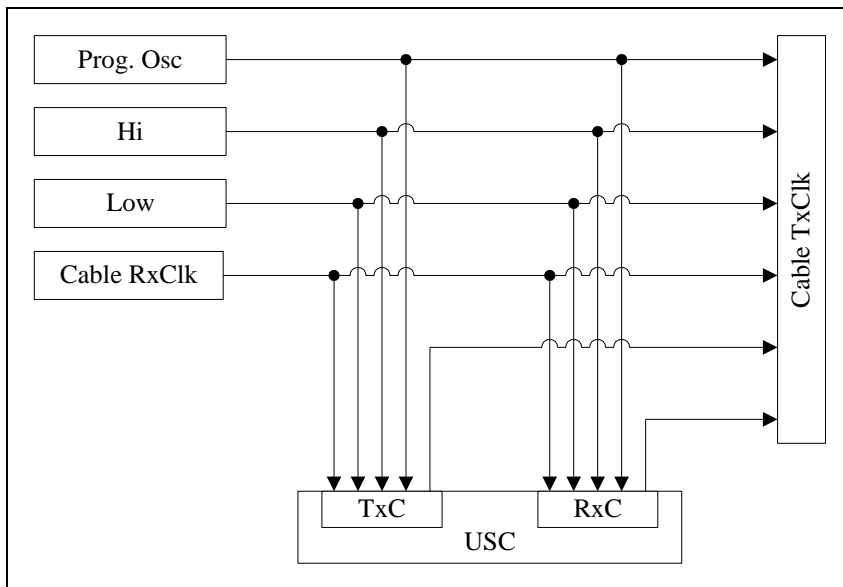 Prog. Osc
Hi
Low
Cable RxClk
Cable TxClk
TxC
RxC
USC